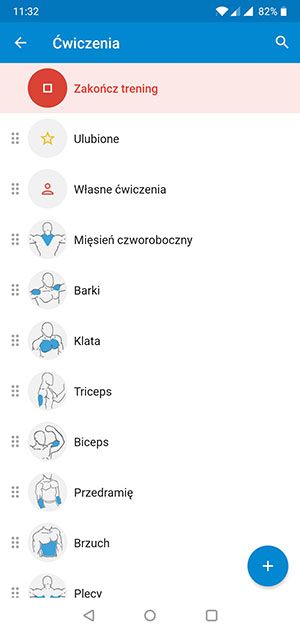 11:32
82%
Ćwiczenia
Zakończ trening
Ulubione
Własne ćwiczenia
Mięsień czworoboczny
Barki
Klata
Triceps
Biceps
Przedramię
Brzuch
Plecy